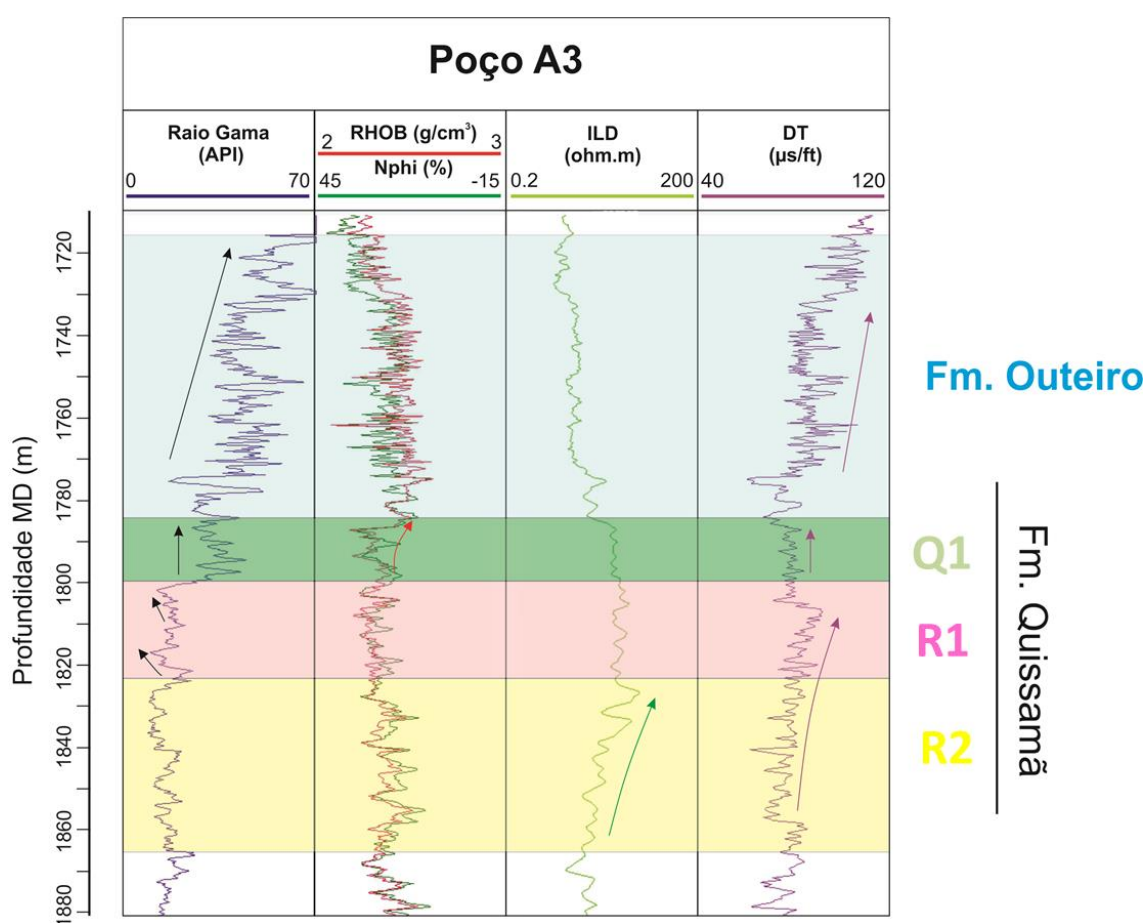 Poço A3
Raio Gama
(API)
0 70
RHOB (g/cm³)
2 3
Nphi (%)
45 -15
ILD
(ohm.m)
0.2 200
DT
(µs/ft)
40 120
Profundidade MD (m)
1720
1740
1760
1780
1800
1820
1840
1860
1880
Fm. Outeiro
Q1
R1
R2
Fm. Quissamã